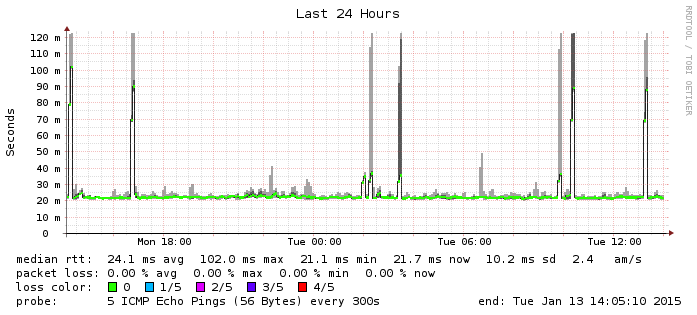 Last 24 Hours
RRDTOOL / TOBI OETIKER
Seconds
120 m
110 m
100 m
90 m
80 m
70 m
60 m
50 m
40 m
30 m
20 m
10 m
0
Mon 18:00 Tue 00:00 Tue 06:00 Tue 12:00
median rtt: 24.1 ms avg 102.0 ms max 21.1 ms min 21.7 ms now 10.2 ms sd 2.4 am/s
packet loss: 0.00 % avg 0.00 % max 0.00 % min 0.00 % now
loss color: 0 1/5 2/5 3/5 4/5
probe: 5 ICMP Echo Pings (56 Bytes) every 300s end: Tue Jan 13 14:05:10 2015